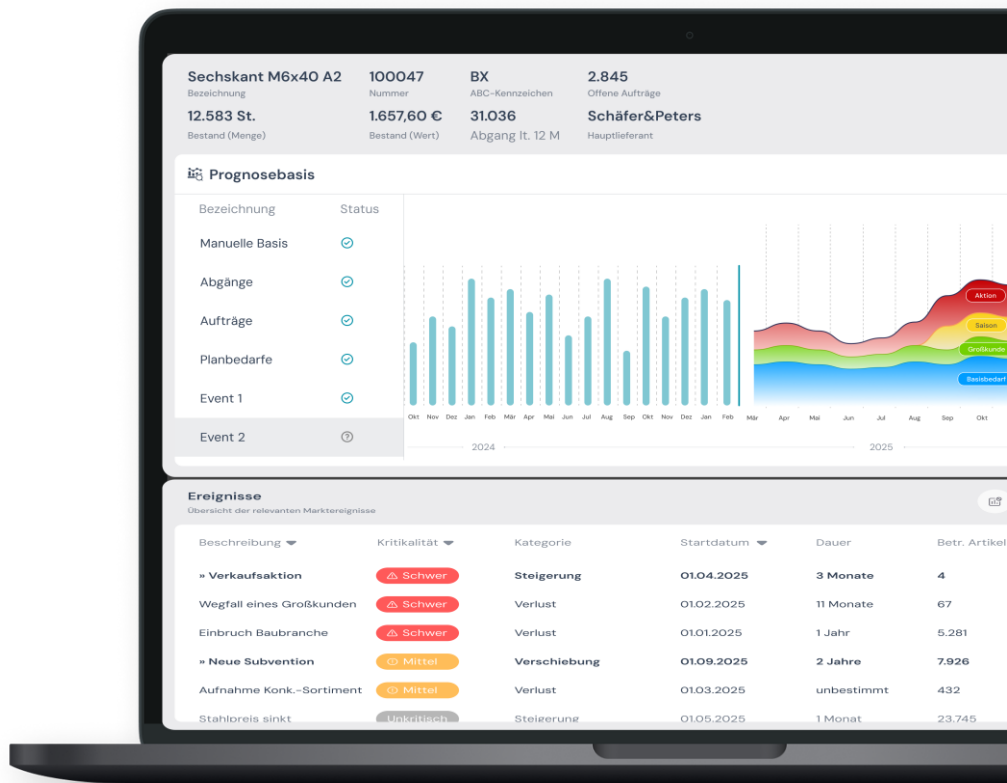 Sechskant M6x40 A2 100047 BX 2.845
Bezeichnung Nummer ABC-Kennzeichen Offene Aufträge
12.583 St. 1.657,60 € 31.036 Schäfer&Peters
Bestand (Menge) Bestand (Wert) Abgang lt. 12 M Hauptlieferant
Prognosebasis
Bezeichnung Status
Manuelle Basis
Abgänge
Aufträge
Planbedarfe
Event 1
Event 2
Aktion
Saison
Großkunde
Basisbedarf
Okt Nov Dez Jan Feb Mär Apr Mai Jun Jul Aug Sep Okt Nov Dez Jan Feb Mär Apr Mai Jun Jul Aug Sep Okt
2024 2025
Ereignisse
Übersicht der relevanten Marktereignisse
Beschreibung Kritikalität Kategorie Startdatum Dauer Betr. Artikel
» Verkaufsaktion Schwer Steigerung 01.04.2025 3 Monate 4
Wegfall eines Großkunden Schwer Verlust 01.02.2025 11 Monate 67
Einbruch Baubranche Schwer Verlust 01.01.2025 1 Jahr 5.281
» Neue Subvention Mittel Verschiebung 01.09.2025 2 Jahre 7.926
Aufnahme Konk.-Sortiment Mittel Verlust 01.03.2025 unbestimmt 432
Stahlpreis sinkt Unkritisch Steigerung 01.05.2025 1 Monat 23.745